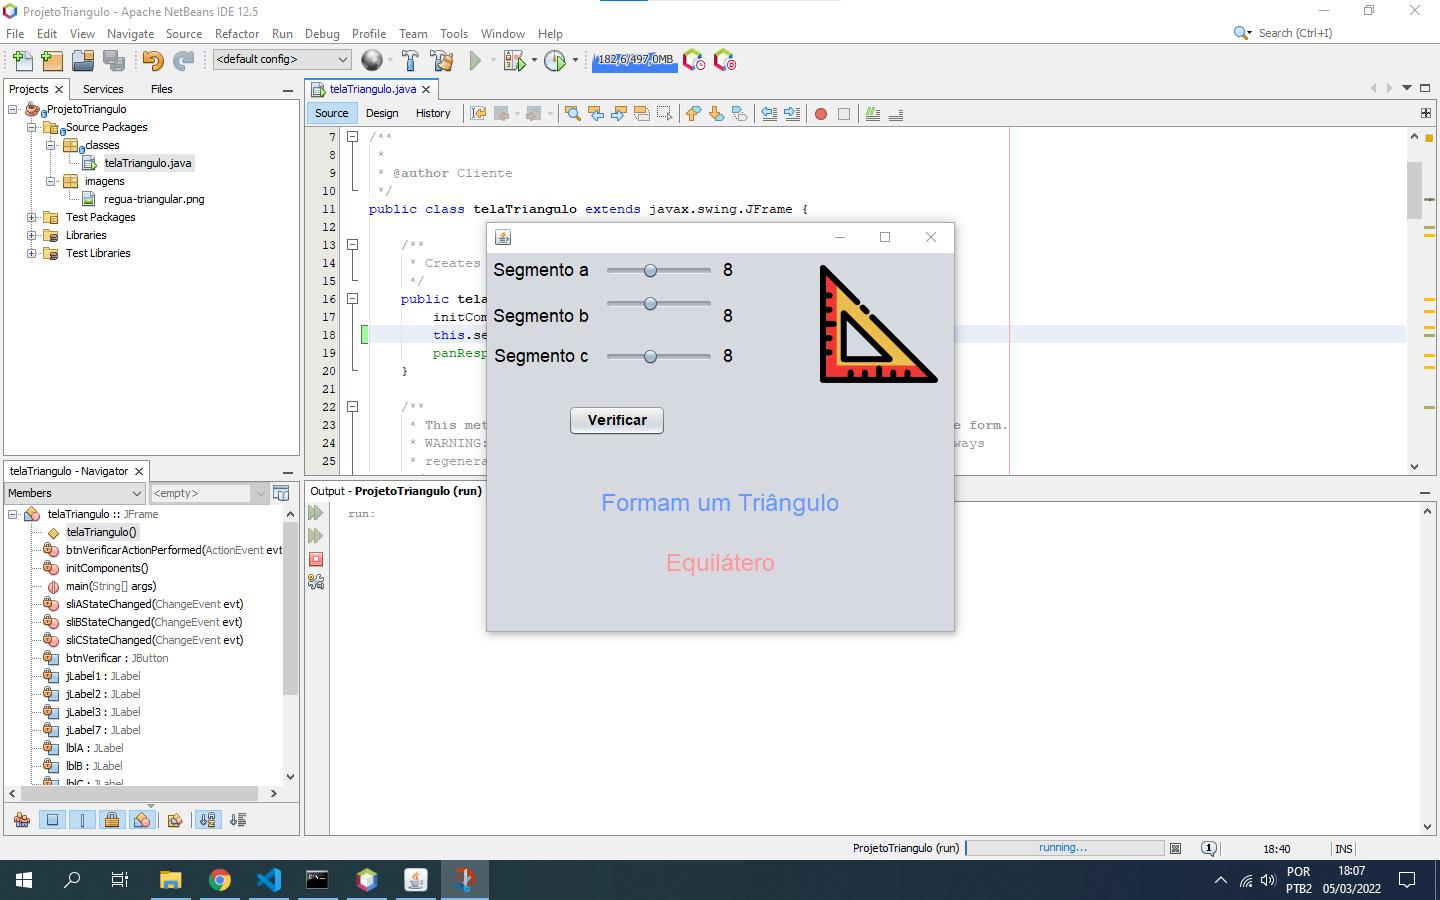 ProjetoTriangulo - Apache NetBeans IDE 12.5
File Edit View Navigate Source Refactor Run Debug Profile Team Tools Window Help
Search (Ctrl+I)
<default config>
182,6/497,0MB
Projects Services Files
ProjetoTriangulo
Source Packages
classes
telaTriangulo.java
imagens
regua-triangular.png
Test Packages
Libraries
Test Libraries
telaTriangulo.java
Source Design History
7 /**
8 *
9 * @author Cliente
10 */
11 public class telaTriangulo extends javax.swing.JFrame {
12
13 /**
14 * Creates
15 */
16 public tela
17 initCom
18 this.se
19 panResp
20 }
21
22 /**
23 * This met e form.
24 * WARNING: ways
25 * regenera
Segmento a 8
Segmento b 8
Segmento c 8
Verificar
Formam um Triângulo
Equilátero
telaTriangulo - Navigator
Members <empty>
telaTriangulo :: JFrame
telaTriangulo()
btnVerificarActionPerformed(ActionEvent evt
initComponents()
main(String[] args)
sliAStateChanged(ChangeEvent evt)
sliBStateChanged(ChangeEvent evt)
sliCStateChanged(ChangeEvent evt)
btnVerificar : JButton
jLabel1 : JLabel
jLabel2 : JLabel
jLabel3 : JLabel
jLabel7 : JLabel
lblA : JLabel
lblB : JLabel
lblC : JLabel
Output - ProjetoTriangulo (run)
run:
ProjetoTriangulo (run) running... 1 18:40 INS
POR
PTB2
18:07
05/03/2022